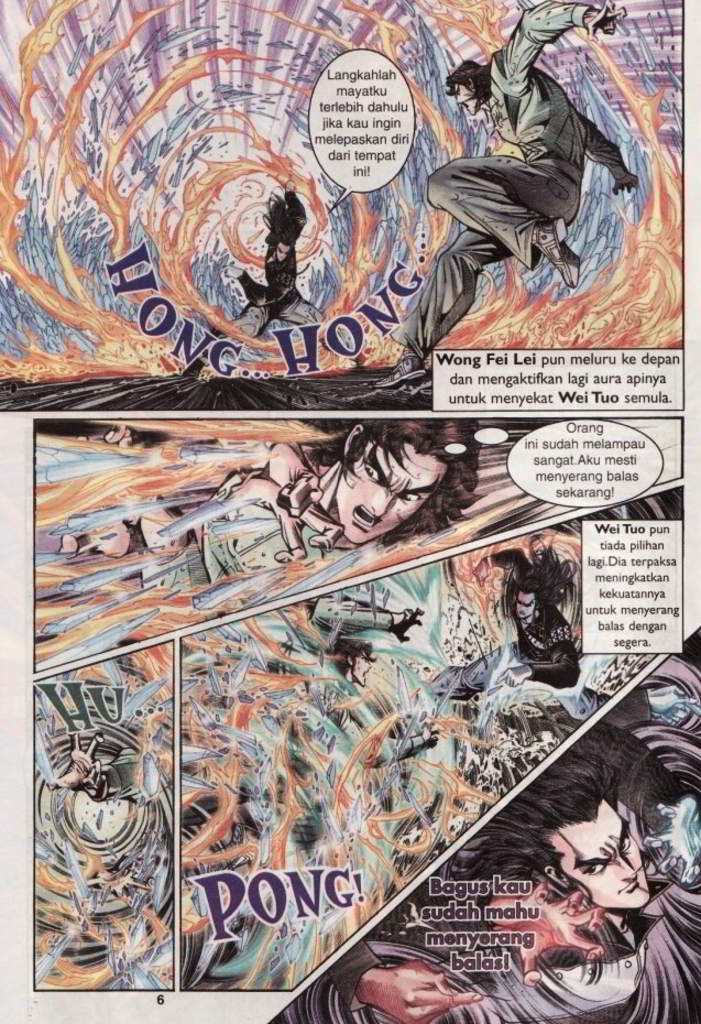 Langkahlah
mayatku
terlebih dahulu
jika kau ingin
melepaskan diri
dari tempat
ini!
HONG...
HONG...
Wong Fei Lei pun meluru ke depan
dan mengaktifkan lagi aura apinya
untuk menyekat Wei Tuo semula.
Orang
ini sudah melampau
sangat.Aku mesti
menyerang balas
sekarang!
Wei Tuo pun
tiada pilihan
lagi.Dia terpaksa
meningkatkan
kekuatannya
untuk menyerang
balas dengan
segera.
HU...
PONG!
Bagus kau
sudah mahu
menyerang
balas!
6